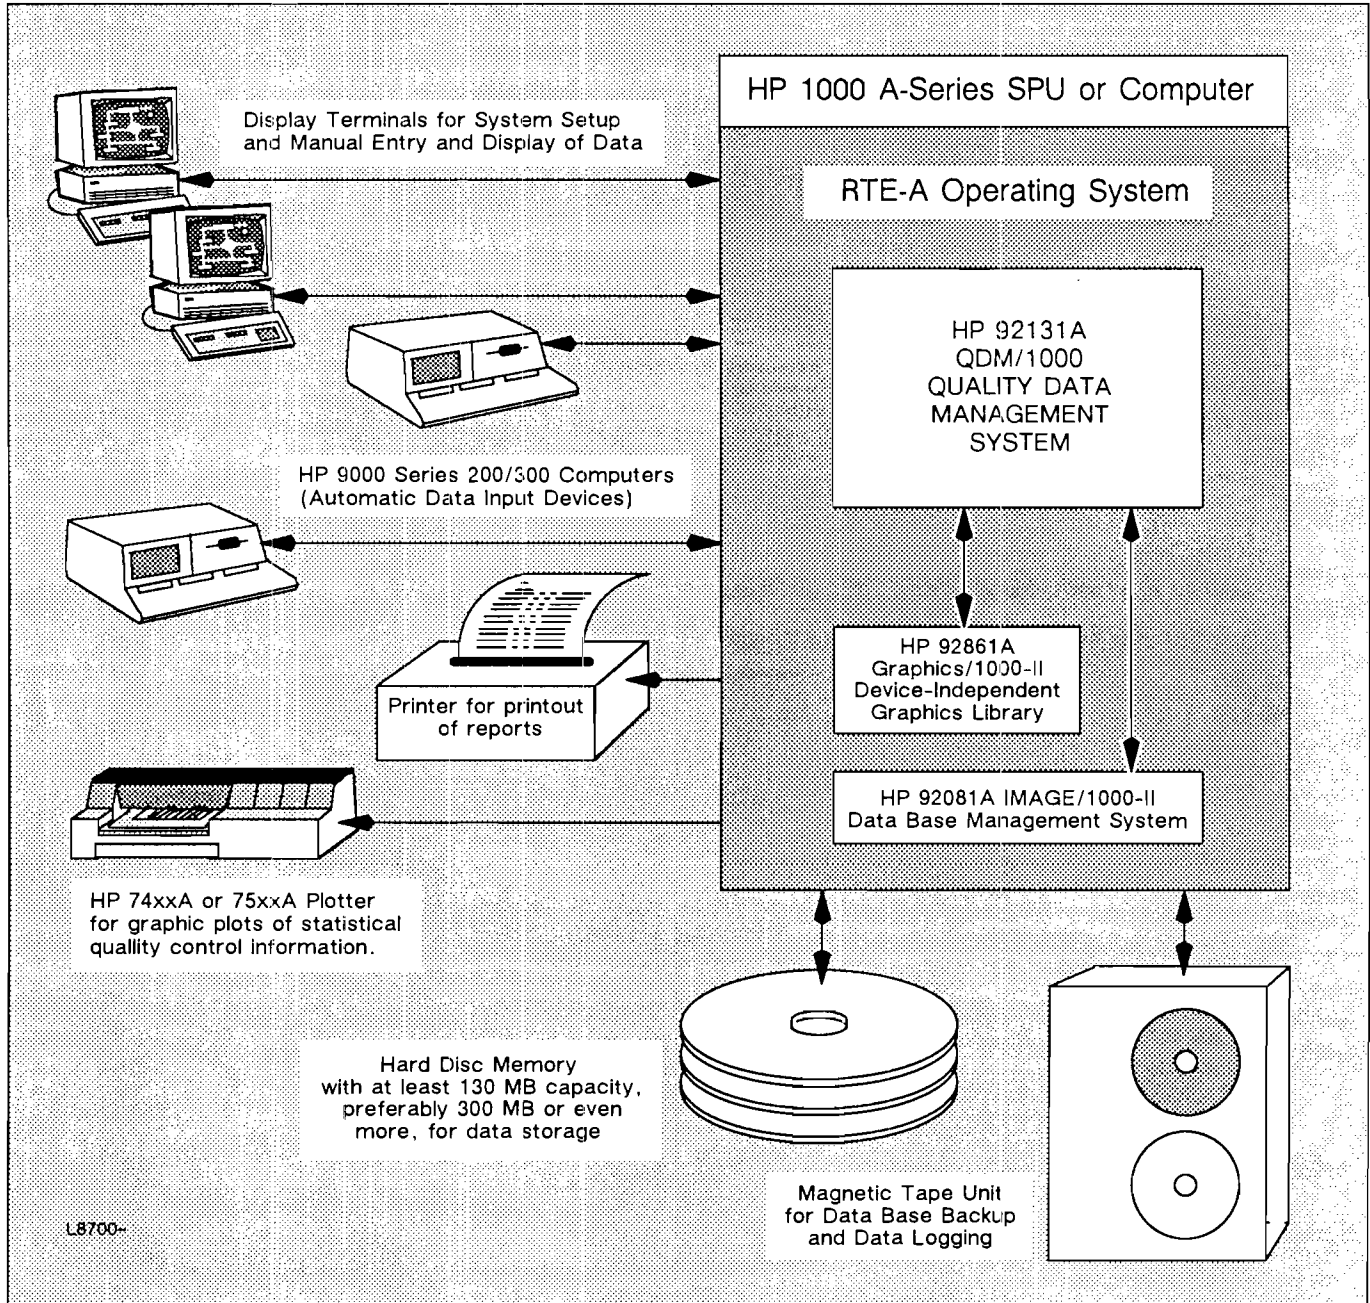 HP 1000 A-Series SPU or Computer
Display Terminals for System Setup
and Manual Entry and Display of Data
RTE-A Operating System
HP 92131A
QDM/1000
QUALITY DATA
MANAGEMENT
SYSTEM
HP 9000 Series 200/300 Computers
(Automatic Data Input Devices)
HP 92861A
Graphics/1000-II
Device-Independent
Graphics Library
Printer for printout
of reports
HP 92081A IMAGE/1000-II
Data Base Management System
HP 74xxA or 75xxA Plotter
for graphic plots of statistical
quallity control information.
Hard Disc Memory
with at least 130 MB capacity,
preferably 300 MB or even
more, for data storage
Magnetic Tape Unit
for Data Base Backup
and Data Logging
L8700-